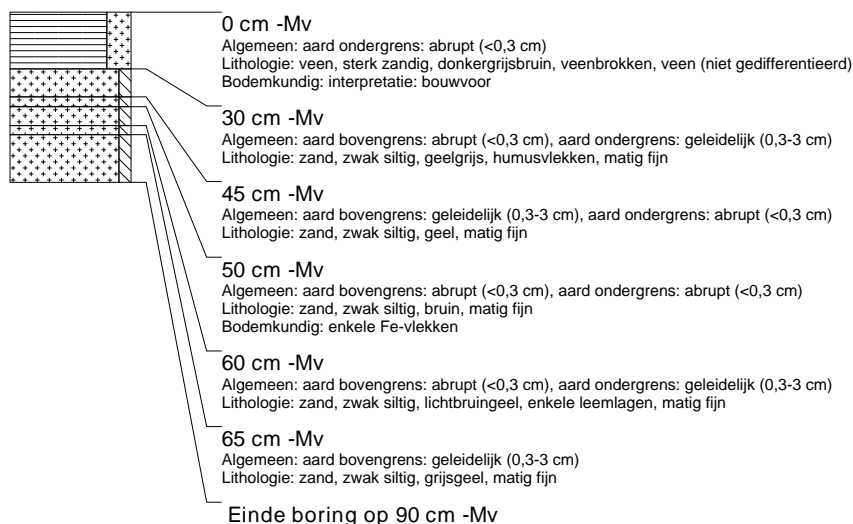 0 cm -Mv
Algemeen: aard ondergrens: abrupt (<0,3 cm)
Lithologie: veen, sterk zandig, donkergrijsbruin, veenbrokken, veen (niet gedifferentieerd)
Bodemkundig: interpretatie: bouwvoor
30 cm -Mv
Algemeen: aard bovengrens: abrupt (<0,3 cm), aard ondergrens: geleidelijk (0,3-3 cm)
Lithologie: zand, zwak siltig, geelgrijs, humusvlekken, matig fijn
45 cm -Mv
Algemeen: aard bovengrens: geleidelijk (0,3-3 cm), aard ondergrens: abrupt (<0,3 cm)
Lithologie: zand, zwak siltig, geel, matig fijn
50 cm -Mv
Algemeen: aard bovengrens: abrupt (<0,3 cm), aard ondergrens: abrupt (<0,3 cm)
Lithologie: zand, zwak siltig, bruin, matig fijn
Bodemkundig: enkele Fe-vlekken
60 cm -Mv
Algemeen: aard bovengrens: abrupt (<0,3 cm), aard ondergrens: geleidelijk (0,3-3 cm)
Lithologie: zand, zwak siltig, lichtbruingeel, enkele leemlagen, matig fijn
65 cm -Mv
Algemeen: aard bovengrens: geleidelijk (0,3-3 cm)
Lithologie: zand, zwak siltig, grijsgeel, matig fijn
Einde boring op 90 cm -Mv